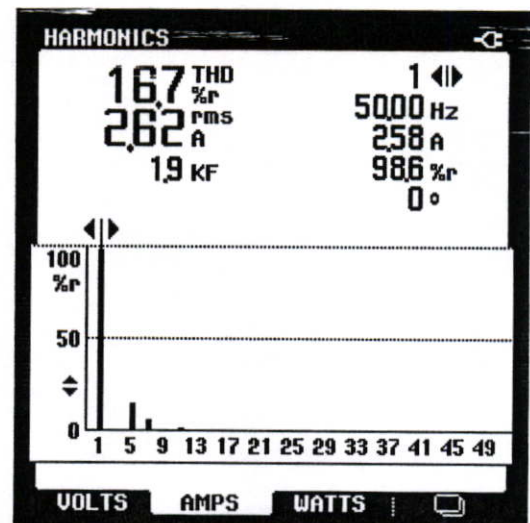 HARMONICS
16,7 THD %r
2,62 rms A
1,9 KF
1
50,00 Hz
2,58 A
98,6 %r
0 °
100
%r
50
0
1 5 9 13 17 21 25 29 33 37 41 45 49
VOLTS AMPS WATTS